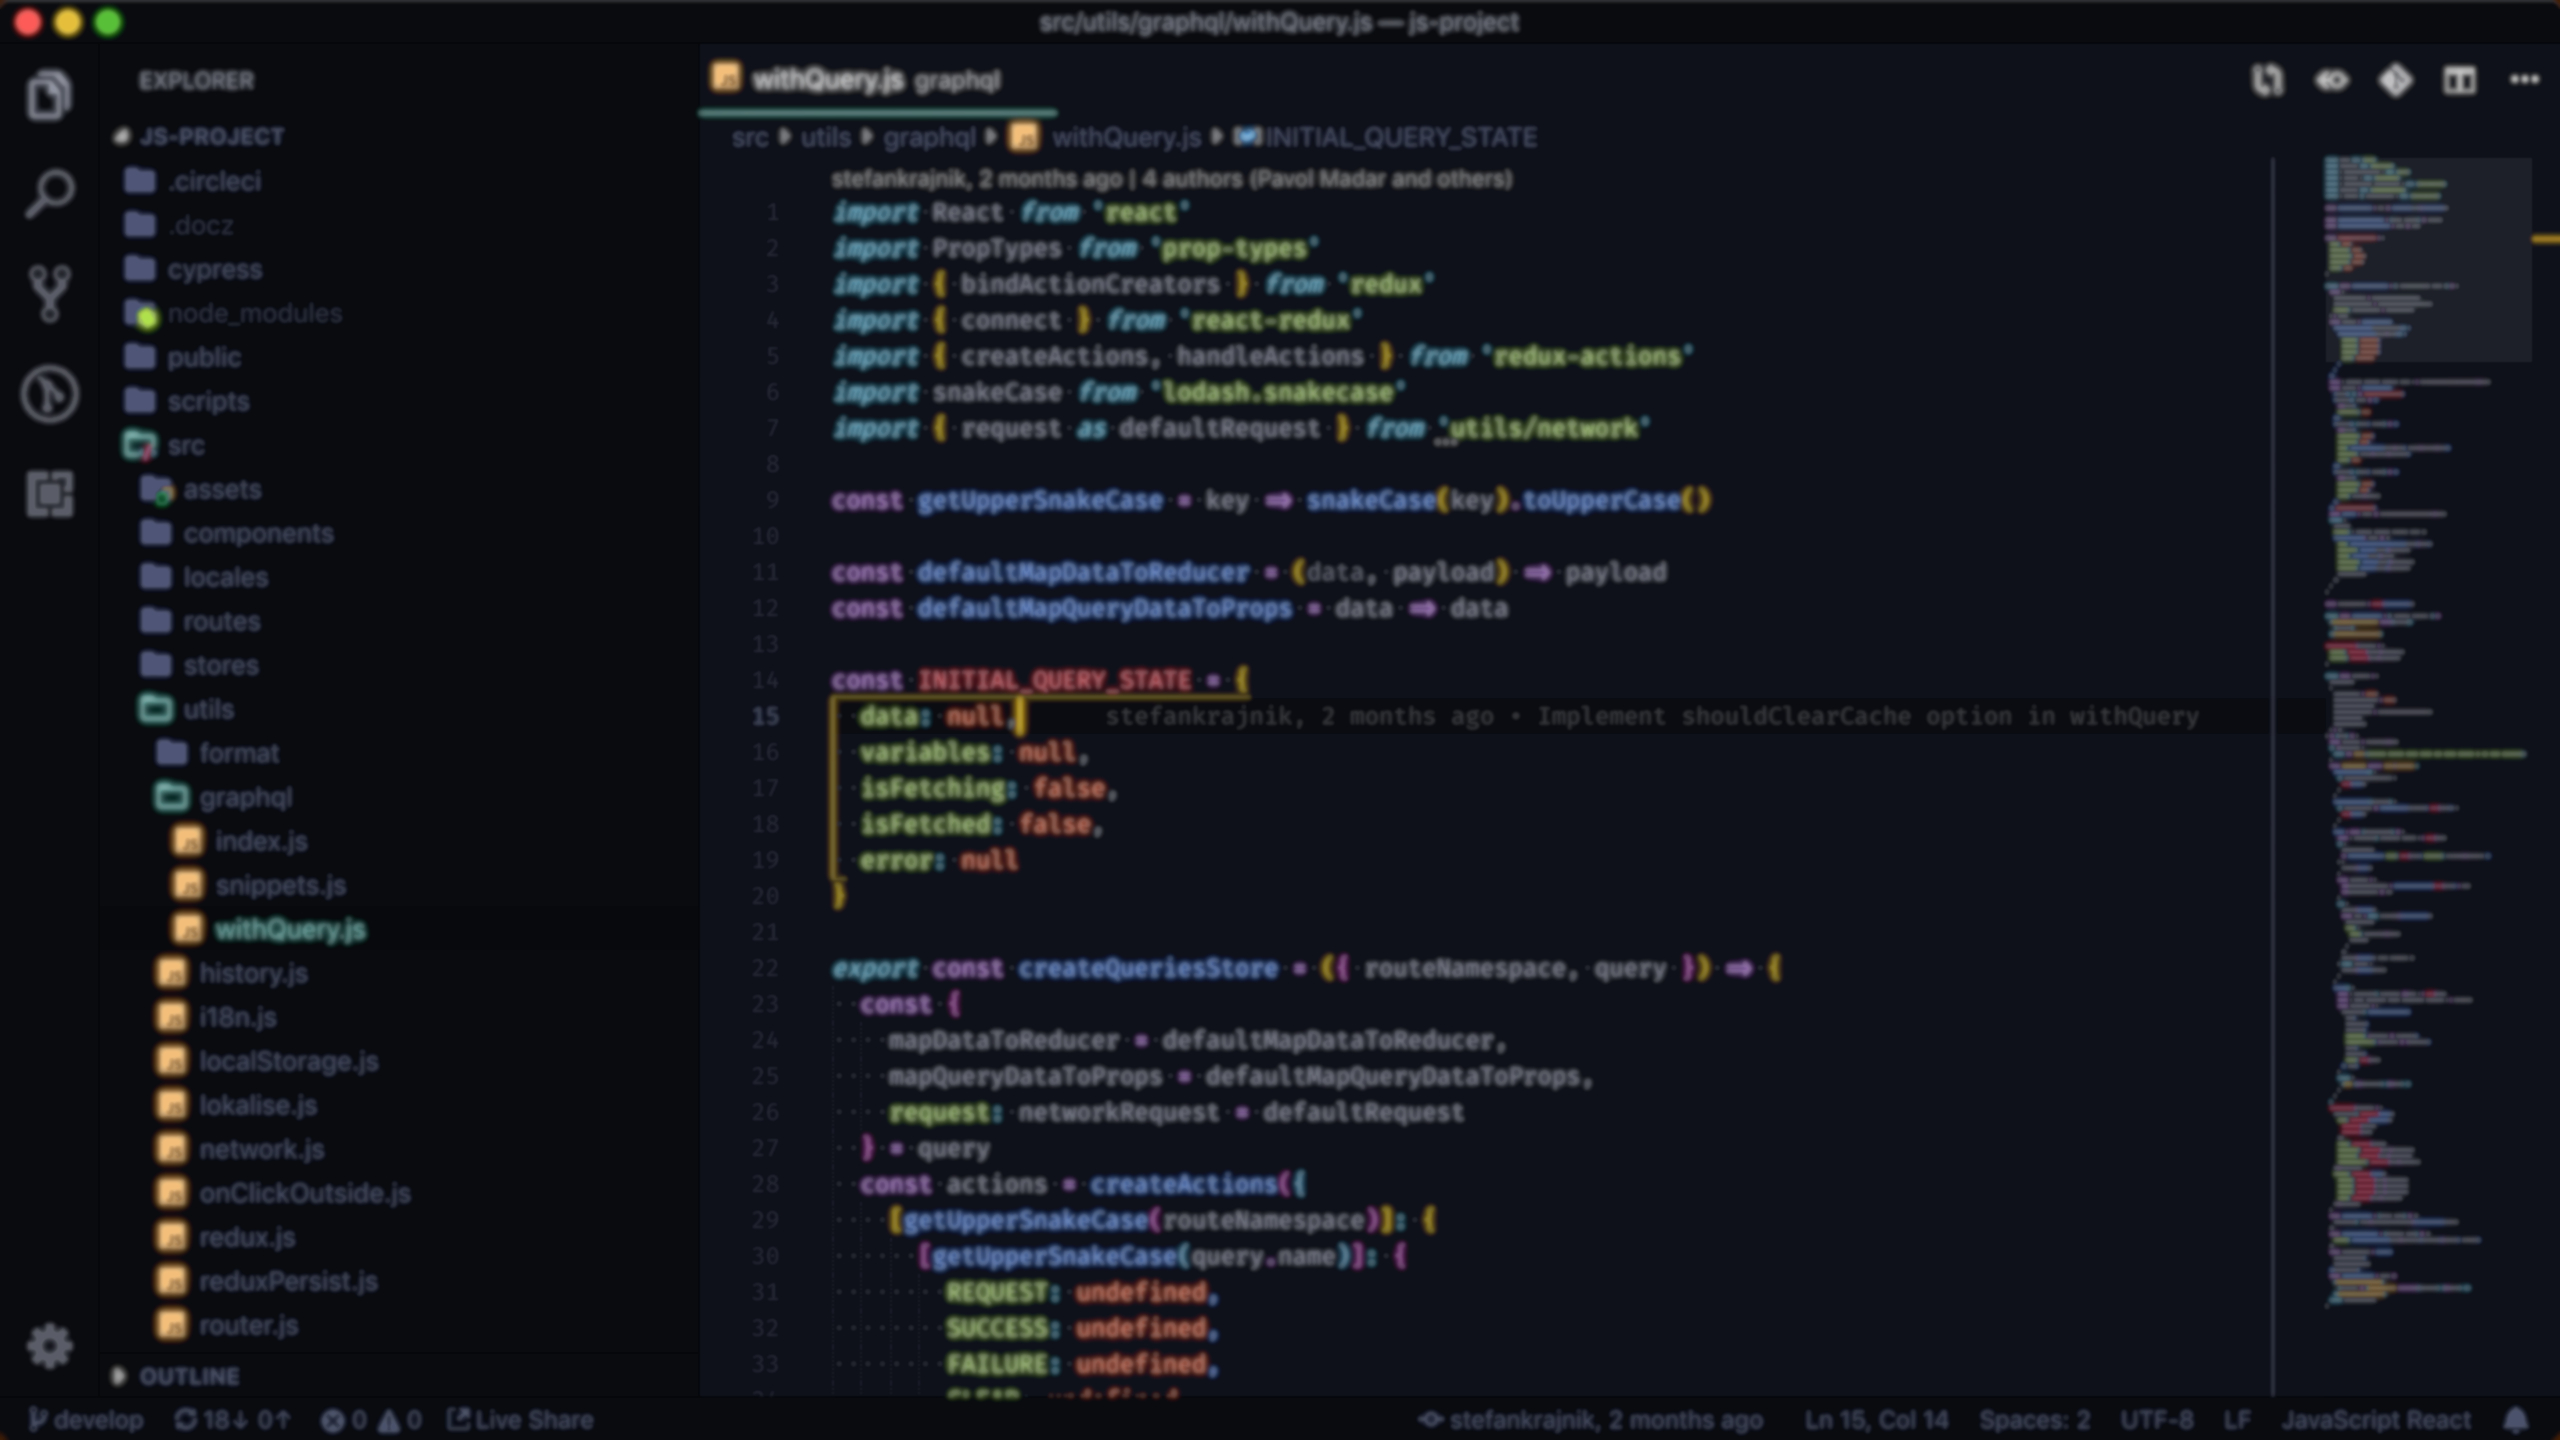 src/utils/graphql/withQuery.js — js-project
EXPLORER
JS-PROJECT
.circleci
.docz
cypress
node_modules
public
scripts
src
assets
components
locales
routes
stores
utils
format
graphql
index.js
snippets.js
withQuery.js
history.js
i18n.js
localStorage.js
lokalise.js
network.js
onClickOutside.js
redux.js
reduxPersist.js
router.js
OUTLINE
withQuery.js graphql
src utils graphql withQuery.js INITIAL_QUERY_STATE
stefankrajnik, 2 months ago | 4 authors (Pavol Madar and others)
1 import React from 'react'
2 import PropTypes from 'prop-types'
3 import { bindActionCreators } from 'redux'
4 import { connect } from 'react-redux'
5 import { createActions, handleActions } from 'redux-actions'
6 import snakeCase from 'lodash.snakecase'
7 import { request as defaultRequest } from 'utils/network'
8
9 const getUpperSnakeCase = key => snakeCase(key).toUpperCase()
10
11 const defaultMapDataToReducer = (data, payload) => payload
12 const defaultMapQueryDataToProps = data => data
13
14 const INITIAL_QUERY_STATE = {
15 data: null, stefankrajnik, 2 months ago • Implement shouldClearCache option in withQuery
16 variables: null,
17 isFetching: false,
18 isFetched: false,
19 error: null
20 }
21
22 export const createQueriesStore = ({ routeNamespace, query }) => {
23 const {
24 mapDataToReducer = defaultMapDataToReducer,
25 mapQueryDataToProps = defaultMapQueryDataToProps,
26 request: networkRequest = defaultRequest
27 } = query
28 const actions = createActions({
29 [getUpperSnakeCase(routeNamespace)]: {
30 [getUpperSnakeCase(query.name)]: {
31 REQUEST: undefined,
32 SUCCESS: undefined,
33 FAILURE: undefined,
develop 18↓ 0↑ 0 0 Live Share stefankrajnik, 2 months ago Ln 15, Col 14 Spaces: 2 UTF-8 LF JavaScript React